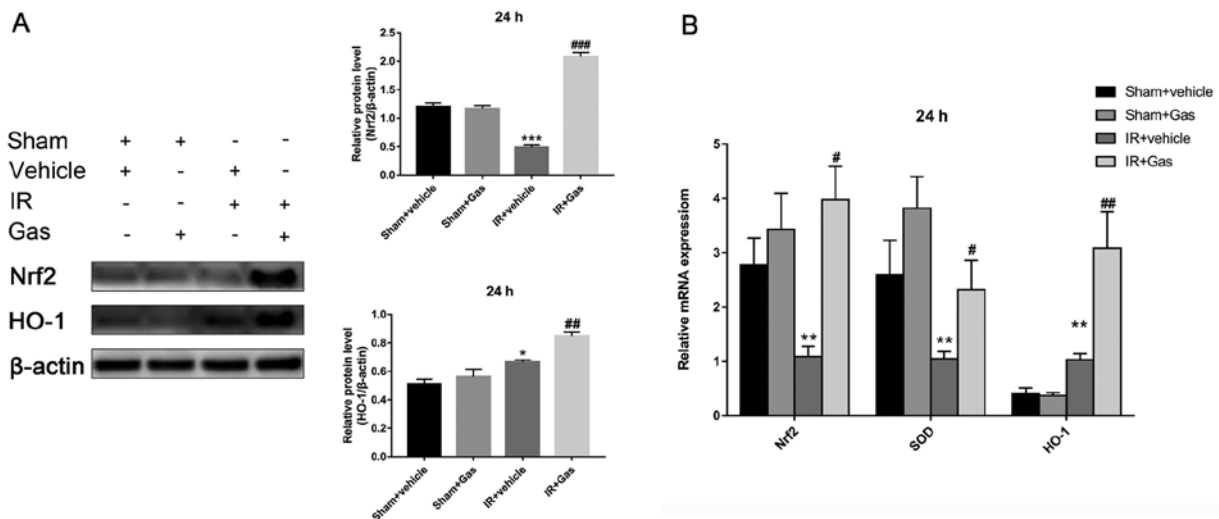 A
Sham + + - -
Vehicle + - + -
IR - - + +
Gas - + - +
Nrf2
HO-1
β-actin
24 h
Relative protein level
(Nrf2/β-actin)
2.5
2.0
1.5
1.0
0.5
0.0
***
###
Sham+vehicle
Sham+Gas
IR+vehicle
IR+Gas
24 h
Relative protein level
(HO-1/β-actin)
1.0
0.8
0.6
0.4
0.2
0.0
*
##
Sham+vehicle
Sham+Gas
IR+vehicle
IR+Gas
B
Sham+vehicle
Sham+Gas
IR+vehicle
IR+Gas
24 h
Relative mRNA expressiom
5
4
3
2
1
0
**
#
**
#
**
##
Nrf2
SOD
HO-1